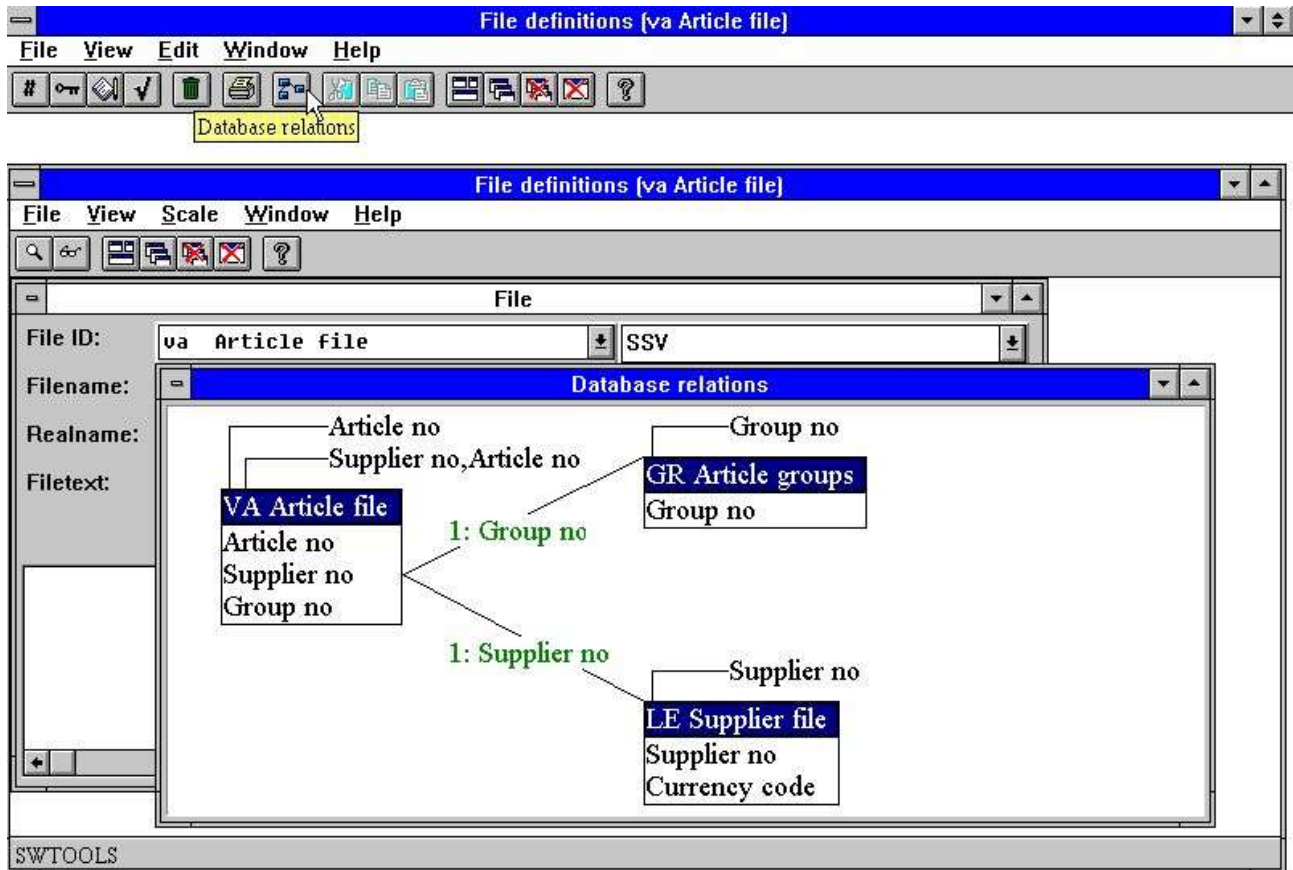 File definitions (va Article file)
File View Edit Window Help
#
Database relations
File definitions (va Article file)
File View Scale Window Help
File
File ID: va Article file SSV
Filename:
Database relations
Realname:
Filetext:
Article no
Supplier no,Article no
VA Article file
Article no
Supplier no
Group no
1: Group no
Group no
GR Article groups
Group no
1: Supplier no
Supplier no
LE Supplier file
Supplier no
Currency code
SWTOOLS